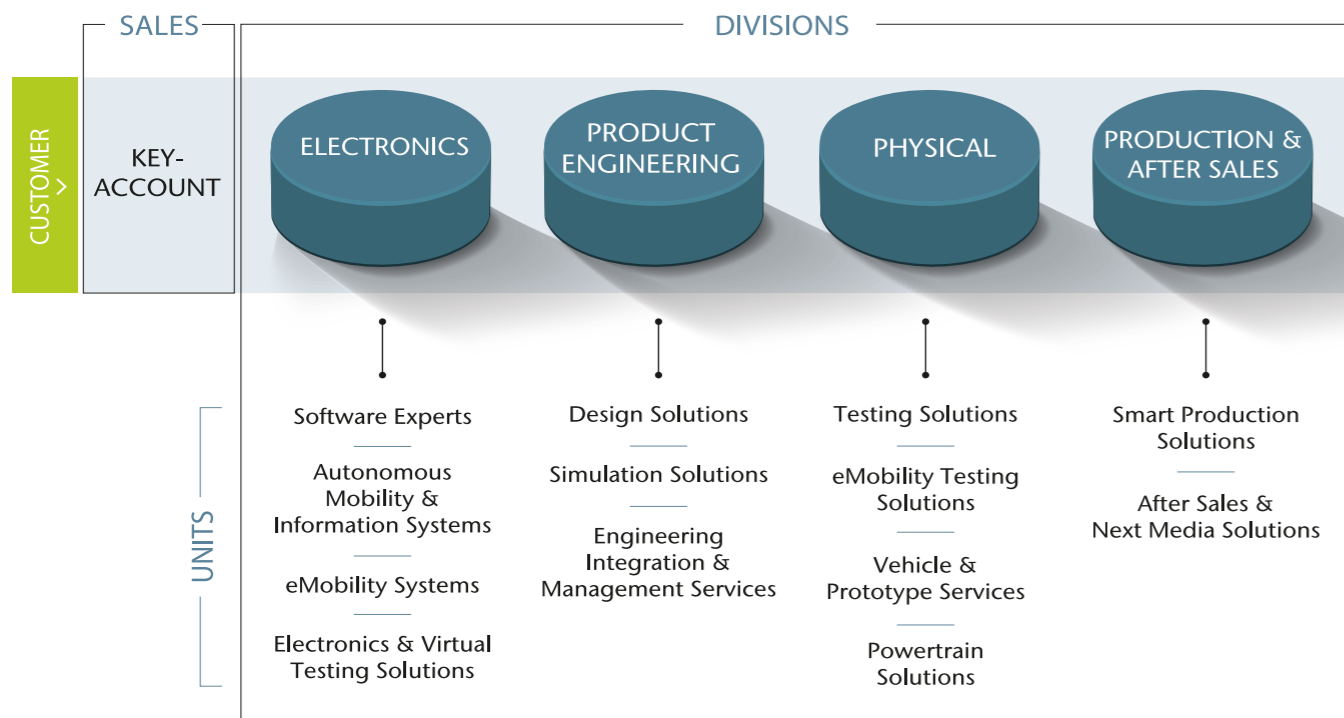 SALES
DIVISIONS
CUSTOMER
KEY-
ACCOUNT
ELECTRONICS
PRODUCT
ENGINEERING
PHYSICAL
PRODUCTION &
AFTER SALES
UNITS
Software Experts
Autonomous
Mobility &
Information Systems
eMobility Systems
Electronics & Virtual
Testing Solutions
Design Solutions
Simulation Solutions
Engineering
Integration &
Management Services
Testing Solutions
eMobility Testing
Solutions
Vehicle &
Prototype Services
Powertrain
Solutions
Smart Production
Solutions
After Sales &
Next Media Solutions